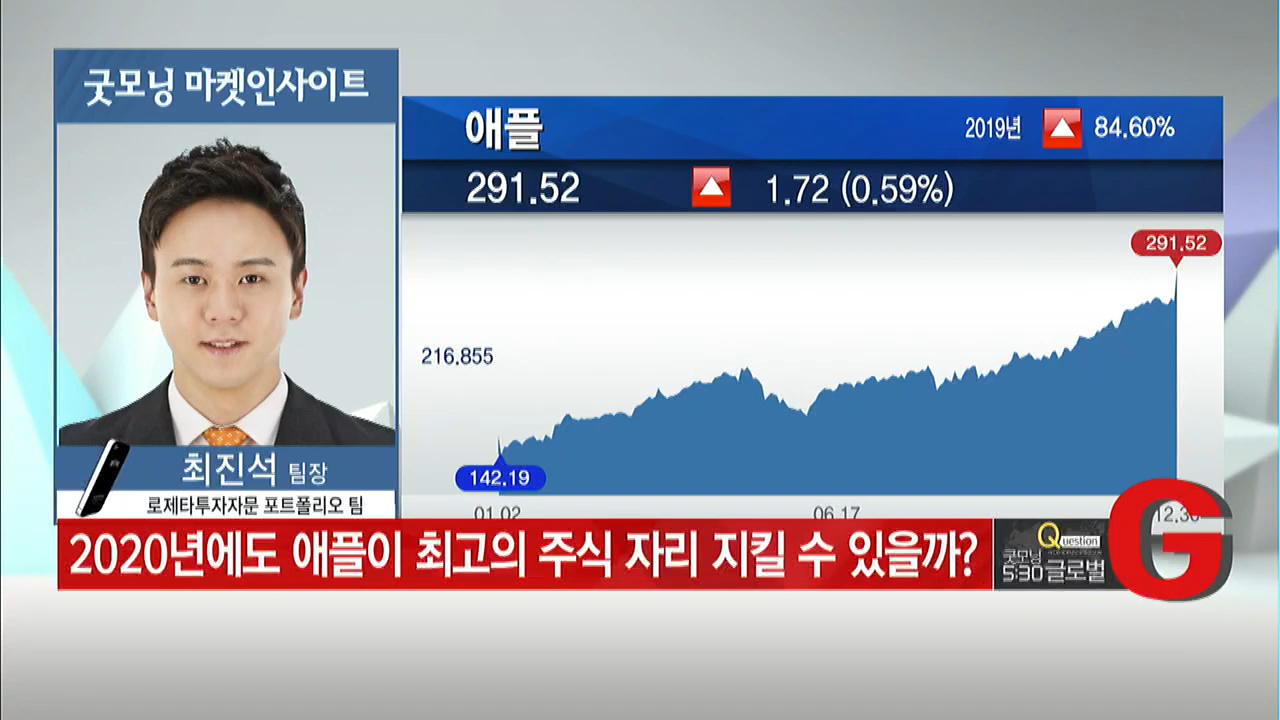 굿모닝 마켓인사이트
애플
2019년 84.60%
291.52 1.72 (0.59%)
291.52
216.855
142.19
01.02 06.17 12.30
최진석 팀장
로제타투자자문 포트폴리오 팀
2020년에도 애플이 최고의 주식 자리 지킬 수 있을까?
Question
굿모닝
5:30 글로벌
G